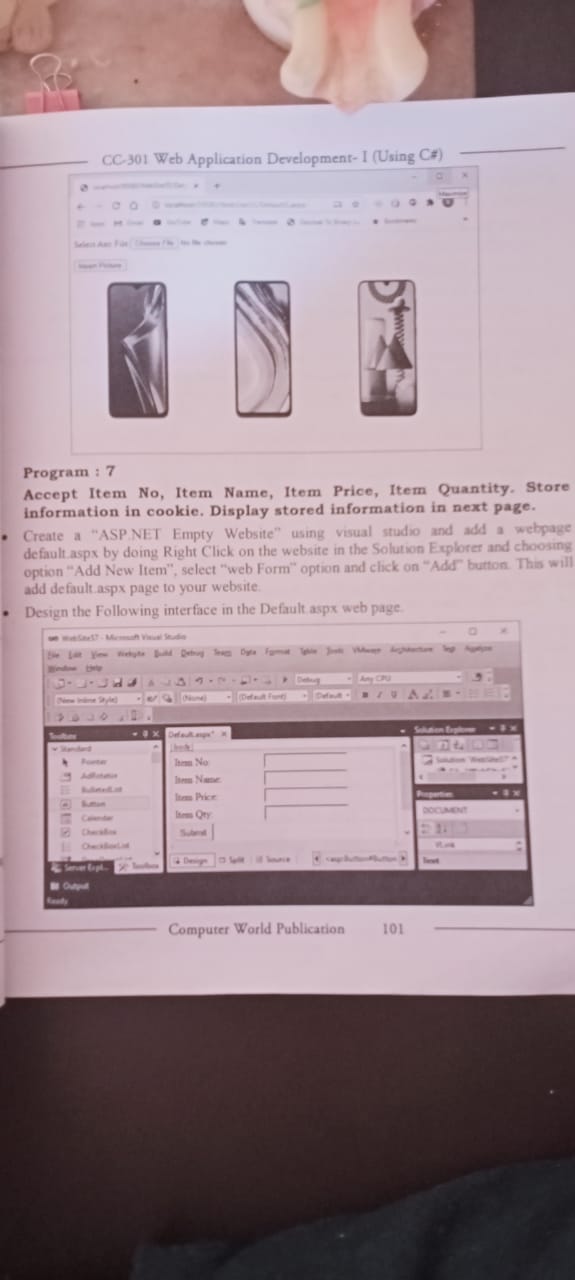 CC-301 Web Application Development- I (Using C#)
Maximize
Select Any File Choose File No file chosen
Insert Picture
Program : 7
Accept Item No, Item Name, Item Price, Item Quantity. Store
information in cookie. Display stored information in next page.
• Create a "ASP.NET Empty Website" using visual studio and add a webpage
default.aspx by doing Right Click on the website in the Solution Explorer and choosing
option "Add New Item", select "web Form" option and click on "Add" button. This will
add default.aspx page to your website.
• Design the Following interface in the Default.aspx web page.
WebSite57 - Microsoft Visual Studio
File Edit View Website Build Debug Team Data Format Table Tools VMware Architecture Test Analyze
Window Help
Debug Any CPU
(New Inline Style) (None) (Default Font) (Default B I U A
Toolbox Default.aspx* Solution Explorer
Standard
Pointer
AdRotator
BulletedList
Button
Calendar
CheckBox
CheckBoxList
Server Expl... Toolbox
body
Item No:
Item Name:
Item Price:
Item Qty:
Submit
Design Split Source <asp:Button#Button
Solution 'WebSite57'
Properties
DOCUMENT
VLink
Text
Output
Ready
Computer World Publication 101